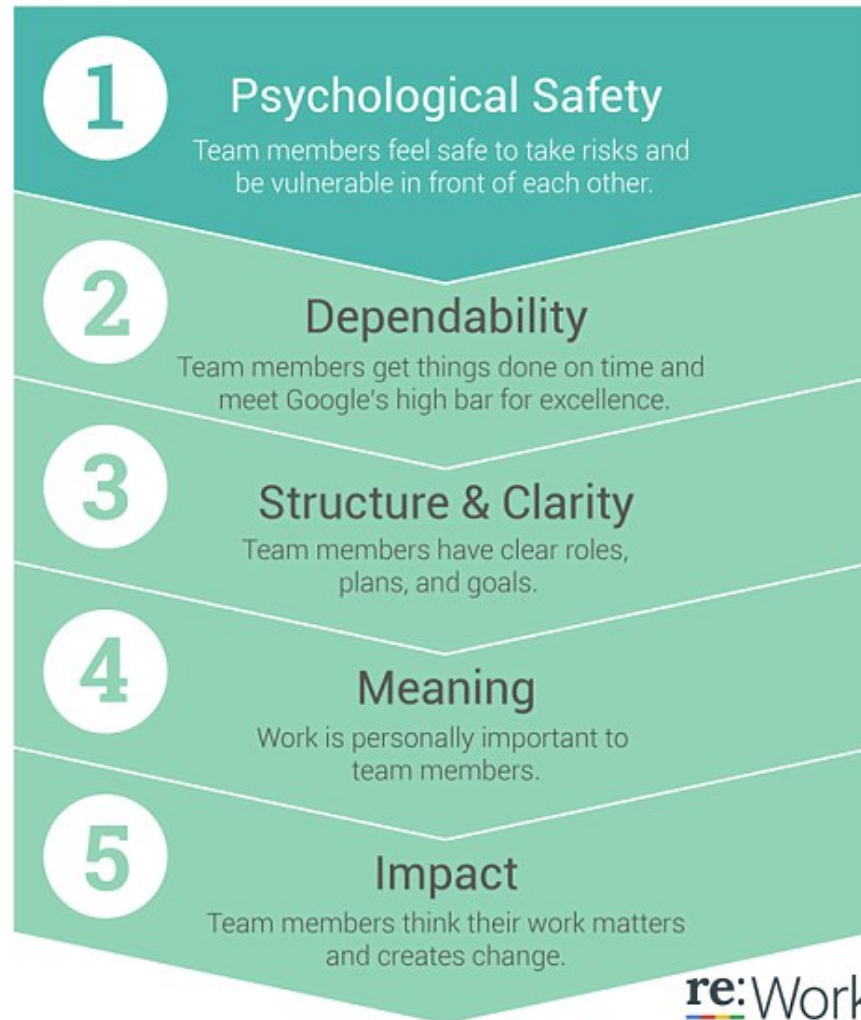 1
Psychological Safety
Team members feel safe to take risks and
be vulnerable in front of each other.
2
Dependability
Team members get things done on time and
meet Google's high bar for excellence.
3
Structure & Clarity
Team members have clear roles,
plans, and goals.
4
Meaning
Work is personally important to
team members.
5
Impact
Team members think their work matters
and creates change.
re:Work